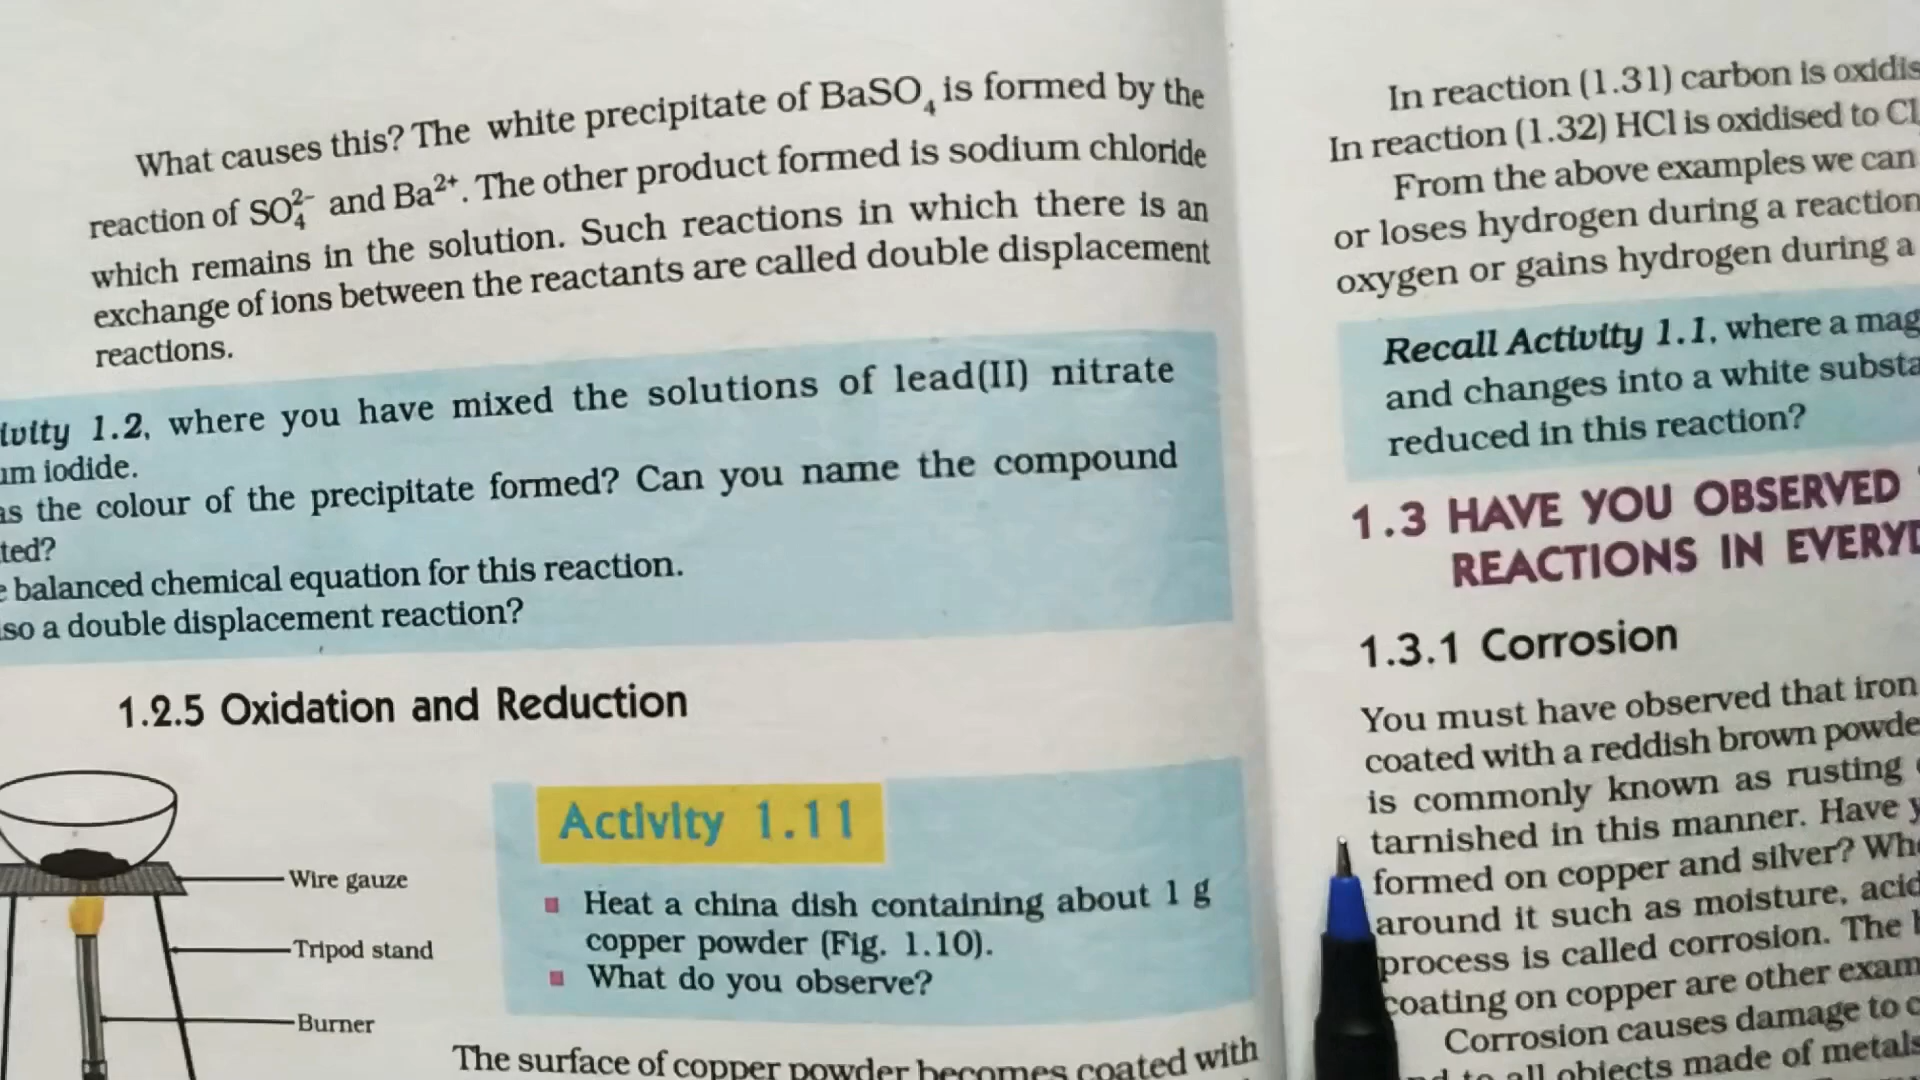 What causes this? The white precipitate of BaSO4 is formed by the
reaction of SO4^2– and Ba^2+. The other product formed is sodium chloride
which remains in the solution. Such reactions in which there is an
exchange of ions between the reactants are called double displacement
reactions.
1.2, where you have mixed the solutions of lead(II) nitrate
iodide.
the colour of the precipitate formed? Can you name the compound
balanced chemical equation for this reaction.
a double displacement reaction?
1.2.5 Oxidation and Reduction
Wire gauze
Tripod stand
Burner
Activity 1.11
Heat a china dish containing about 1 g
copper powder (Fig. 1.10).
What do you observe?
The surface of copper powder becomes coated with
In reaction (1.31) carbon is
In reaction (1.32) HCl is oxidised to
From the above examples we can
or loses hydrogen during a reaction
oxygen or gains hydrogen during a
Recall Activity 1.1, where a
and changes into a white
reduced in this reaction?
1.3 HAVE YOU OBSERVED
REACTIONS IN
1.3.1 Corrosion
You must have observed that iron
coated with a reddish brown
is commonly known as rusting
tarnished in this manner. Have
formed on copper and silver?
around it such as moisture,
process is called corrosion. The
coating on copper are other
Corrosion causes damage to
to all objects made of metals